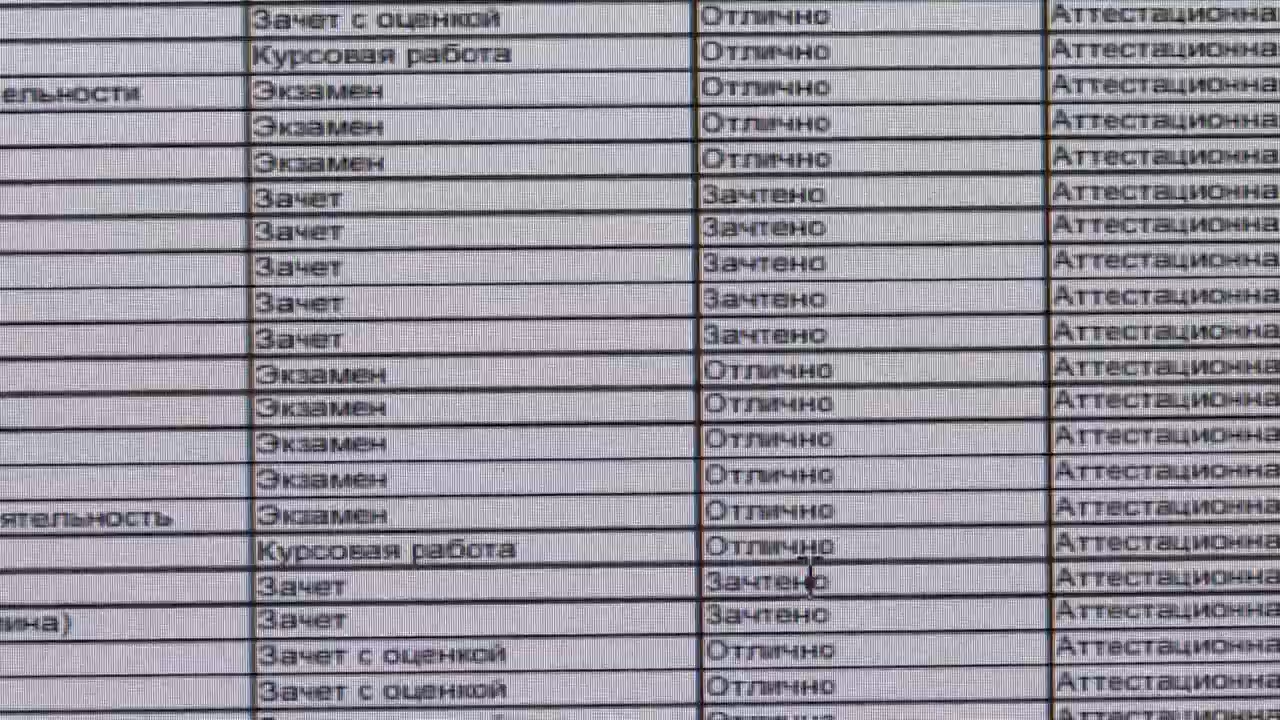 Зачет с оценкой Отлично Аттестационна
Курсовая работа Отлично Аттестационна
ельности Экзамен Отлично Аттестационна
Экзамен Отлично Аттестационна
Экзамен Отлично Аттестационна
Зачет Зачтено Аттестационна
Зачет Зачтено Аттестационна
Зачет Зачтено Аттестационна
Зачет Зачтено Аттестационна
Зачет Зачтено Аттестационна
Экзамен Отлично Аттестационна
Экзамен Отлично Аттестационна
Экзамен Отлично Аттестационна
Экзамен Отлично Аттестационна
ятельность Экзамен Отлично Аттестационна
Курсовая работа Отлично Аттестационна
Зачет Зачтено Аттестационна
ина) Зачет Зачтено Аттестационна
Зачет с оценкой Отлично Аттестационна
Зачет с оценкой Отлично Аттестационна